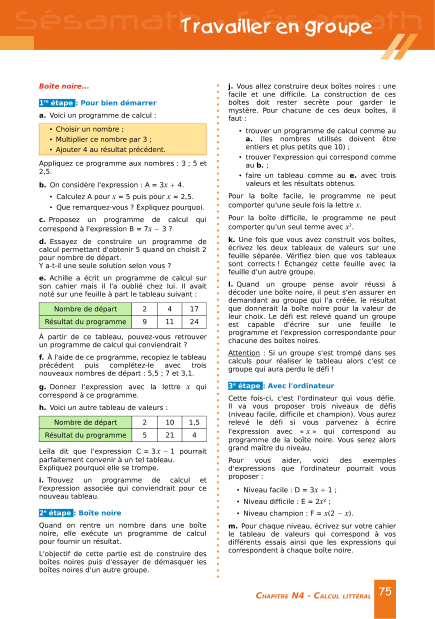 Sésamath
Sésamath
Travailler en groupe
Boîte noire...
1re étape : Pour bien démarrer
a. Voici un programme de calcul :
• Choisir un nombre ;
• Multiplier ce nombre par 3 ;
• Ajouter 4 au résultat précédent.
Appliquez ce programme aux nombres : 3 ; 5 et
2,5.
b. On considère l'expression : A = 3x + 4.
• Calculez A pour x = 5 puis pour x = 2,5.
• Que remarquez-vous ? Expliquez pourquoi.
c. Proposez un programme de calcul qui
correspond à l'expression B = 7x − 3 ?
d. Essayez de construire un programme de
calcul permettant d'obtenir 5 quand on choisit 2
pour nombre de départ.
Y a-t-il une seule solution selon vous ?
e. Achille a écrit un programme de calcul sur
son cahier mais il l'a oublié chez lui. Il avait
noté sur une feuille à part le tableau suivant :
Nombre de départ 2 4 17
Résultat du programme 9 11 24
À partir de ce tableau, pouvez-vous retrouver
un programme de calcul qui conviendrait ?
f. À l'aide de ce programme, recopiez le tableau
précédent puis complétez-le avec trois
nouveaux nombres de départ : 5,5 ; 7 et 3,1.
g. Donnez l'expression avec la lettre x qui
correspond à ce programme.
h. Voici un autre tableau de valeurs :
Nombre de départ 2 10 1,5
Résultat du programme 5 21 4
Leïla dit que l'expression C = 3x − 1 pourrait
parfaitement convenir à un tel tableau.
Expliquez pourquoi elle se trompe.
i. Trouvez un programme de calcul et
l'expression associée qui conviendrait pour ce
nouveau tableau.
2e étape : Boîte noire
Quand on rentre un nombre dans une boîte
noire, elle exécute un programme de calcul
pour fournir un résultat.
L'objectif de cette partie est de construire des
boîtes noires puis d'essayer de démasquer les
boîtes noires d'un autre groupe.
j. Vous allez construire deux boîtes noires : une
facile et une difficile. La construction de ces
boîtes doit rester secrète pour garder le
mystère. Pour chacune de ces deux boîtes, il
faut :
• trouver un programme de calcul comme au
a. (les nombres utilisés doivent être
entiers et plus petits que 10) ;
• trouver l'expression qui correspond comme
au b. ;
• faire un tableau comme au e. avec trois
valeurs et les résultats obtenus.
Pour la boîte facile, le programme ne peut
comporter qu'une seule fois la lettre x.
Pour la boîte difficile, le programme ne peut
comporter qu'un seul terme avec x².
k. Une fois que vous avez construit vos boîtes,
écrivez les deux tableaux de valeurs sur une
feuille séparée. Vérifiez bien que vos tableaux
sont corrects ! Échangez cette feuille avec la
feuille d'un autre groupe.
l. Quand un groupe pense avoir réussi à
décoder une boîte noire, il peut s'en assurer en
demandant au groupe qui l'a créée, le résultat
que donnerait la boîte noire pour la valeur de
leur choix. Le défi est relevé quand un groupe
est capable d'écrire sur une feuille le
programme et l'expression correspondante pour
chacune des boîtes noires.
Attention : Si un groupe s'est trompé dans ses
calculs pour réaliser le tableau alors c'est ce
groupe qui aura perdu le défi !
3e étape : Avec l'ordinateur
Cette fois-ci, c'est l'ordinateur qui vous défie.
Il va vous proposer trois niveaux de défis
(niveau facile, difficile et champion). Vous aurez
relevé le défi si vous parvenez à écrire
l'expression avec « x » qui correspond au
programme de la boîte noire. Vous serez alors
grand maître du niveau.
Pour vous aider, voici des exemples
d'expressions que l'ordinateur pourrait vous
proposer :
• Niveau facile : D = 3x + 1 ;
• Niveau difficile : E = 2x² ;
• Niveau champion : F = x(2 − x).
m. Pour chaque niveau, écrivez sur votre cahier
le tableau de valeurs qui correspond à vos
différents essais ainsi que les expressions qui
correspondent à chaque boîte noire.
Chapitre N4 - Calcul littéral 75